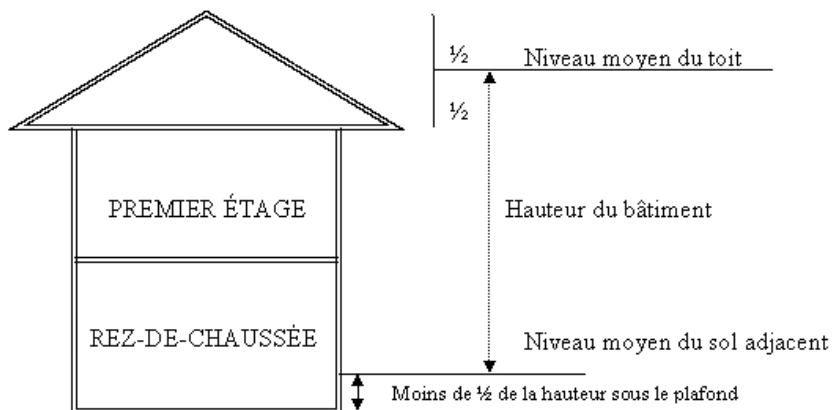 ½ Niveau moyen du toit
½
PREMIER ÉTAGE
Hauteur du bâtiment
REZ-DE-CHAUSSÉE
Niveau moyen du sol adjacent
Moins de ½ de la hauteur sous le plafond